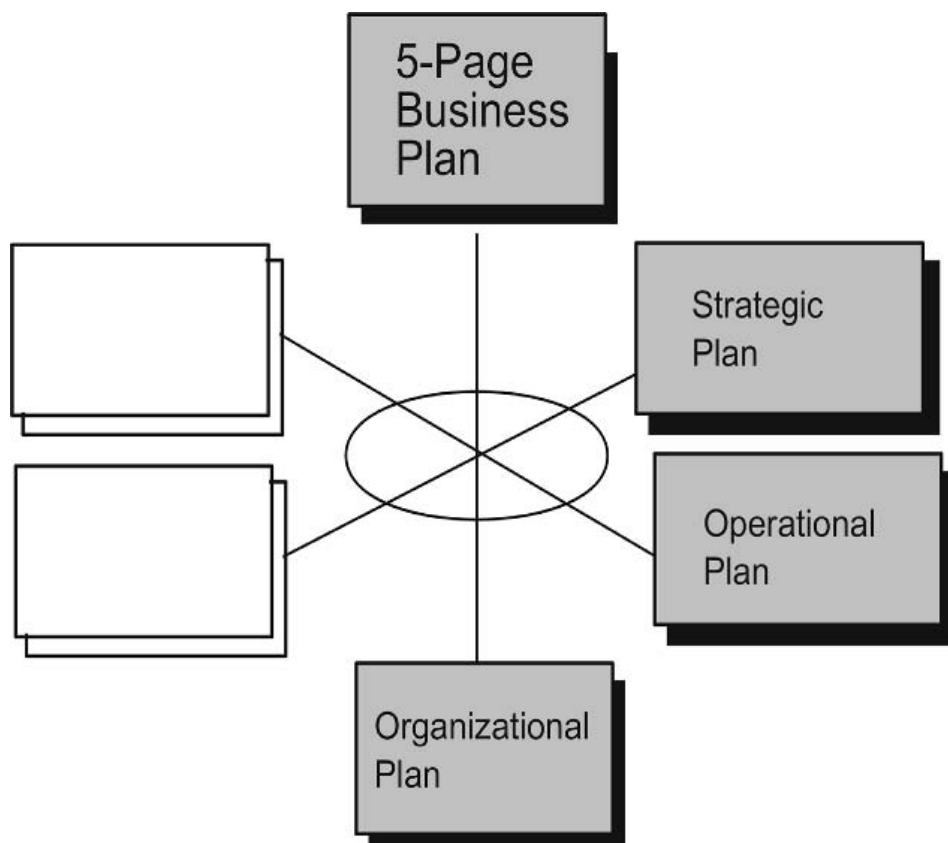 5-Page
Business
Plan
Strategic
Plan
Operational
Plan
Organizational
Plan